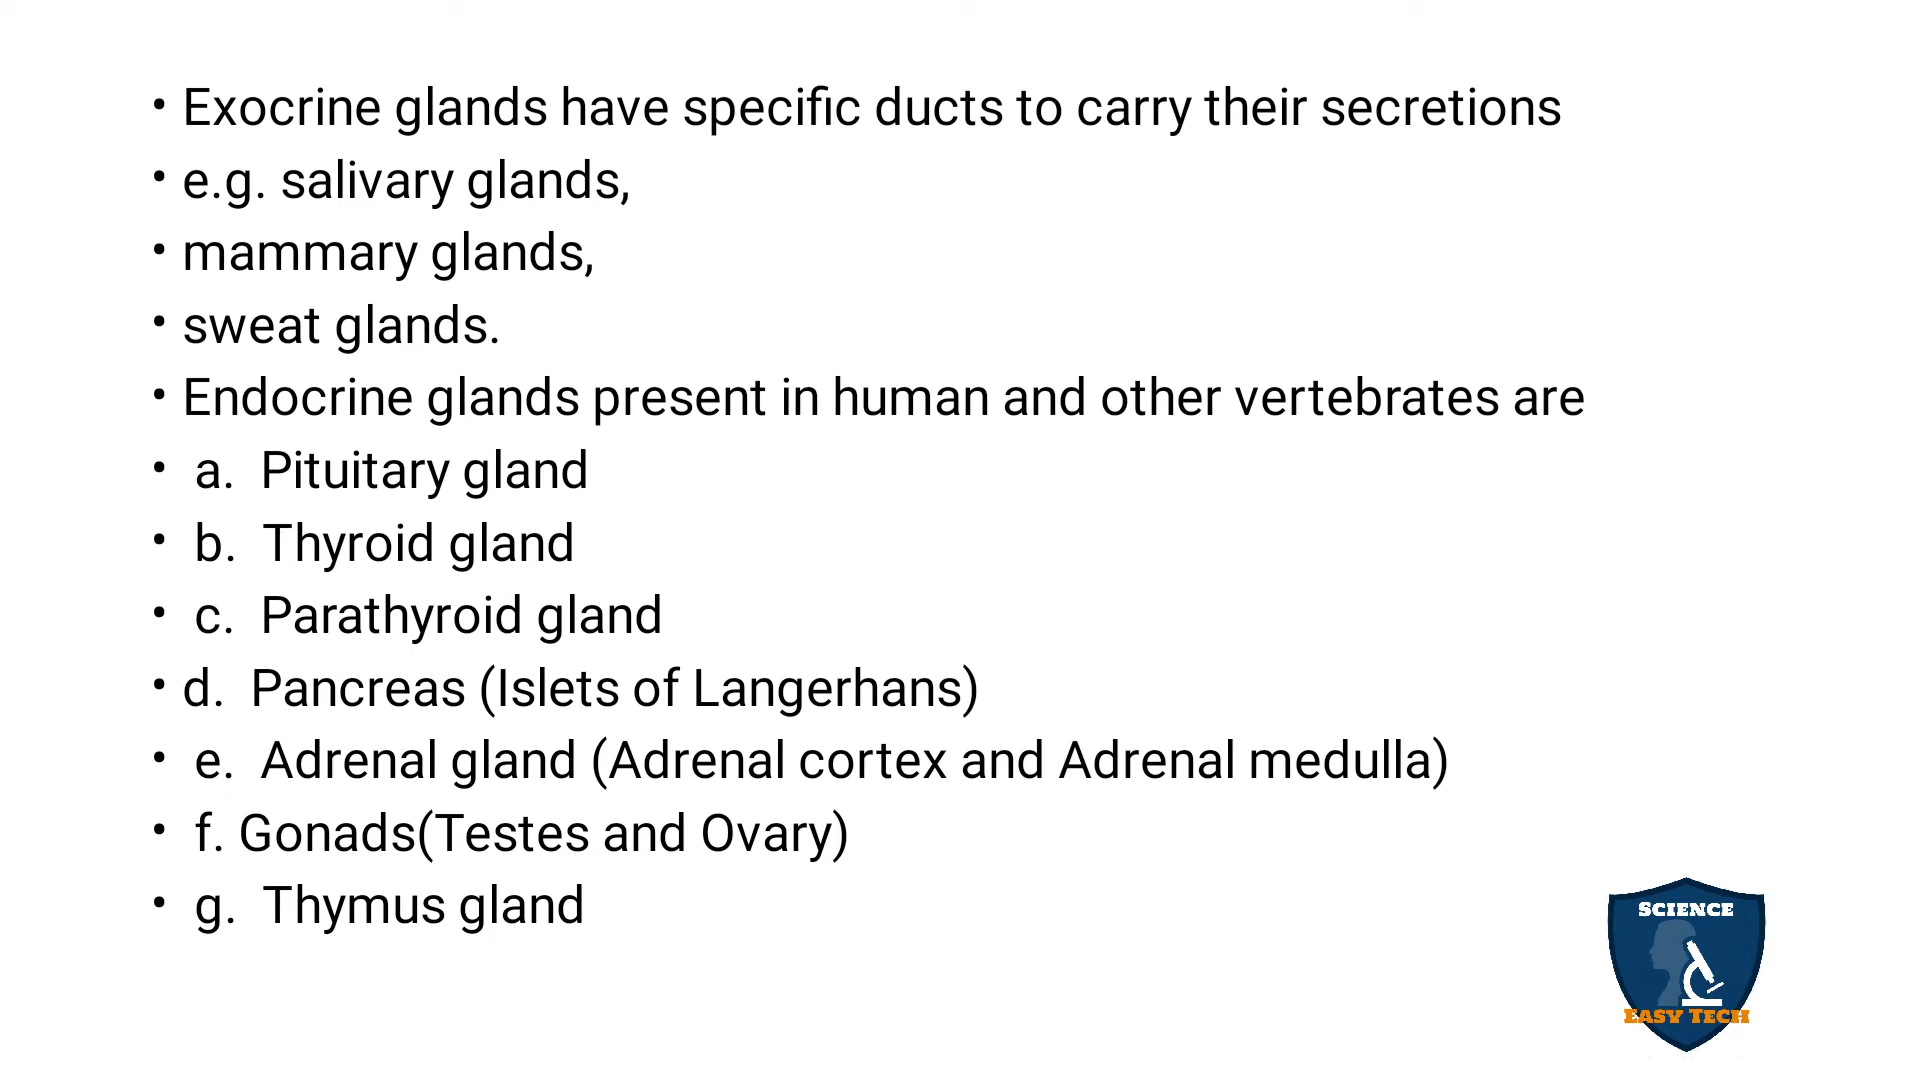 • Exocrine glands have specific ducts to carry their secretions
• e.g. salivary glands,
• mammary glands,
• sweat glands.
• Endocrine glands present in human and other vertebrates are
• a. Pituitary gland
• b. Thyroid gland
• c. Parathyroid gland
• d. Pancreas (Islets of Langerhans)
• e. Adrenal gland (Adrenal cortex and Adrenal medulla)
• f. Gonads(Testes and Ovary)
• g. Thymus gland
SCIENCE
EASY TECH